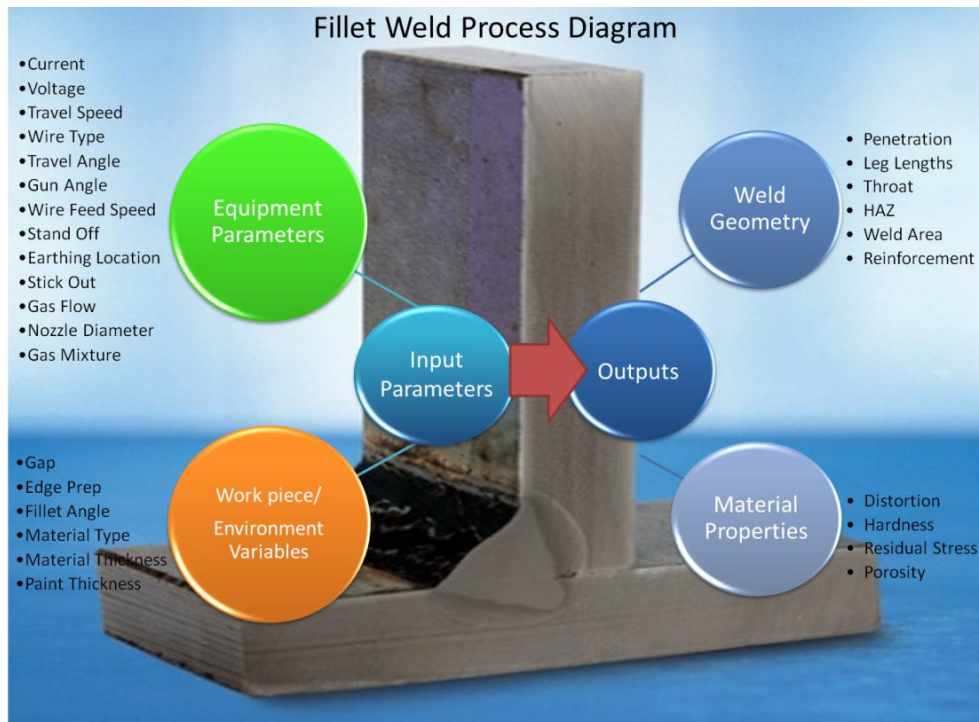 Fillet Weld Process Diagram
•Current
•Voltage
•Travel Speed
•Wire Type
•Travel Angle
•Gun Angle
•Wire Feed Speed
•Stand Off
•Earthing Location
•Stick Out
•Gas Flow
•Nozzle Diameter
•Gas Mixture
Equipment
Parameters
Input
Parameters
•Gap
•Edge Prep
•Fillet Angle
•Material Type
•Material Thickness
•Paint Thickness
Work piece/
Environment
Variables
Outputs
Weld
Geometry
• Penetration
• Leg Lengths
• Throat
• HAZ
• Weld Area
• Reinforcement
Material
Properties
• Distortion
• Hardness
• Residual Stress
• Porosity